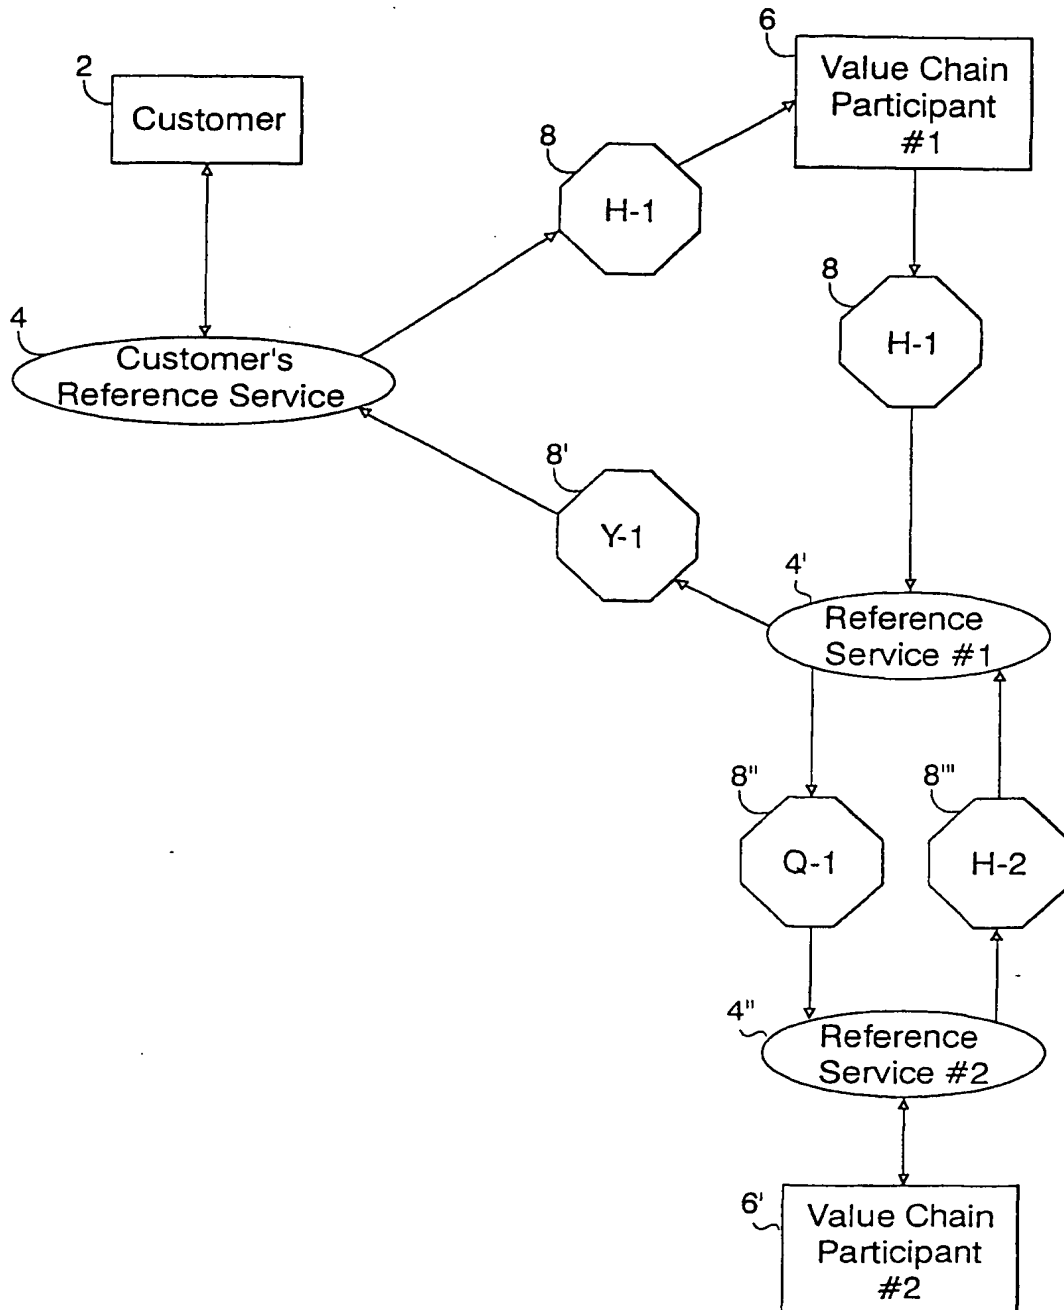 6
Value Chain
Participant
#1
2
Customer
8
H-1
8
H-1
4
Customer's
Reference Service
8'
Y-1
4'
Reference
Service #1
8"
Q-1
8'''
H-2
4"
Reference
Service #2
6'
Value Chain
Participant
#2